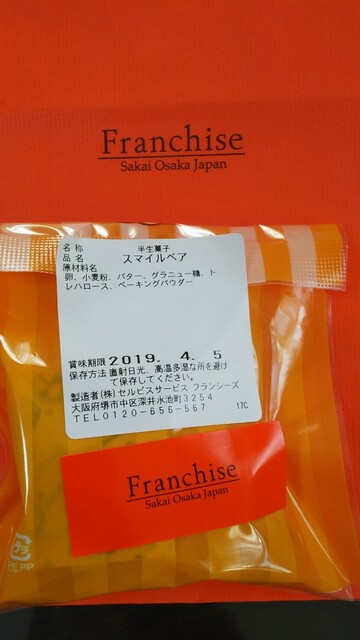 Franchise
Sakai Osaka Japan
名称 半生菓子
品名 スマイルベア
原材料名
卵、小麦粉、バター、グラニュー糖、ト
レハロース、ベーキングパウダー
賞味期限 2019. 4. 5
保存方法 直射日光、高温多湿な所を避け
て保存してください。
製造者 (株)セルビスサービス フランシーズ
大阪府堺市中区深井水池町3254
TEL0120-656-567 17C
Franchise
Sakai Osaka Japan
プラ
PE,PP